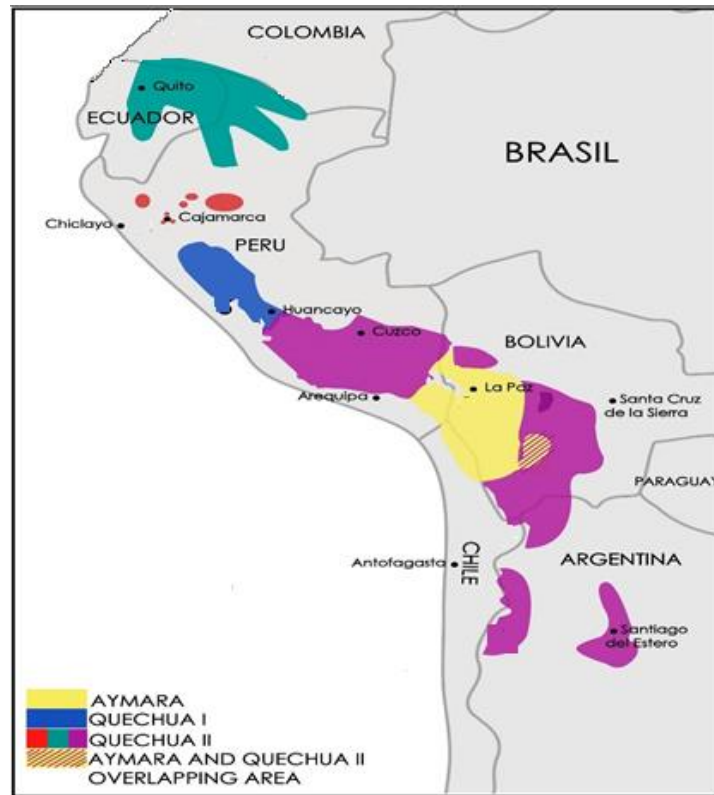 COLOMBIA
Quito
ECUADOR
BRASIL
Cajamarca
Chiclayo
PERU
Huancayo
Cuzco
BOLIVIA
La Paz
Arequipa
Santa Cruz
de la Sierra
PARAGUAY
CHILE
ARGENTINA
Antofagasta
Santiago
del Estero
AYMARA
QUECHUA I
QUECHUA II
AYMARA AND QUECHUA II
OVERLAPPING AREA